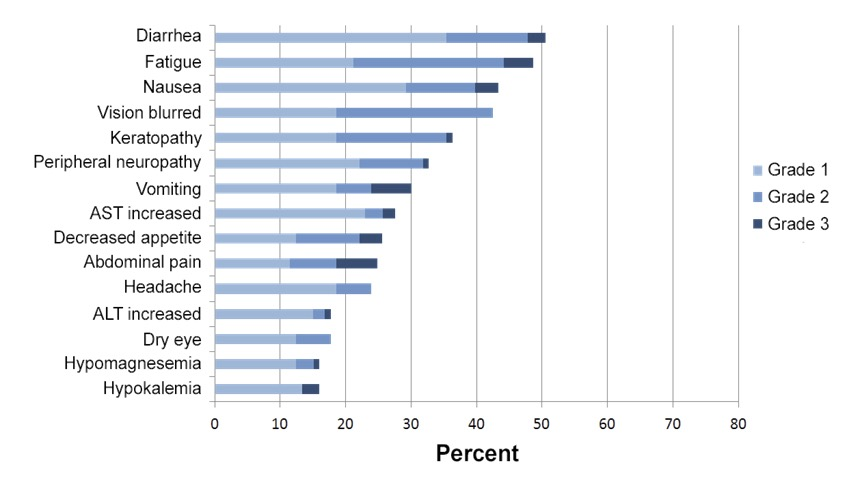 Diarrhea
Fatigue
Nausea
Vision blurred
Keratopathy
Peripheral neuropathy
Vomiting
AST increased
Decreased appetite
Abdominal pain
Headache
ALT increased
Dry eye
Hypomagnesemia
Hypokalemia
0 10 20 30 40 50 60 70 80
Percent
Grade 1
Grade 2
Grade 3